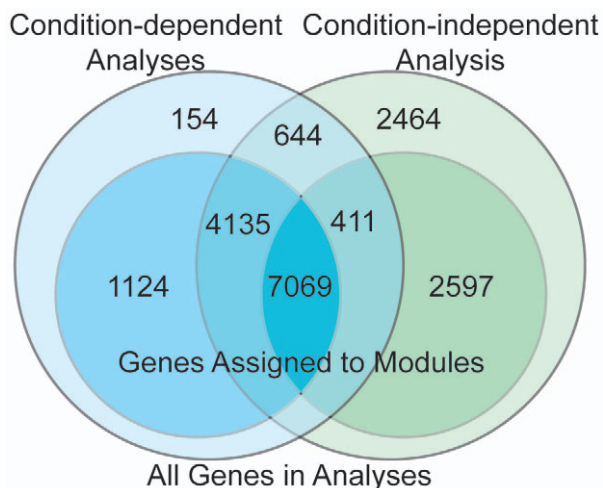 Condition-dependent Condition-independent
Analyses Analysis
154 644 2464
4135 411
1124 7069 2597
Genes Assigned to Modules
All Genes in Analyses